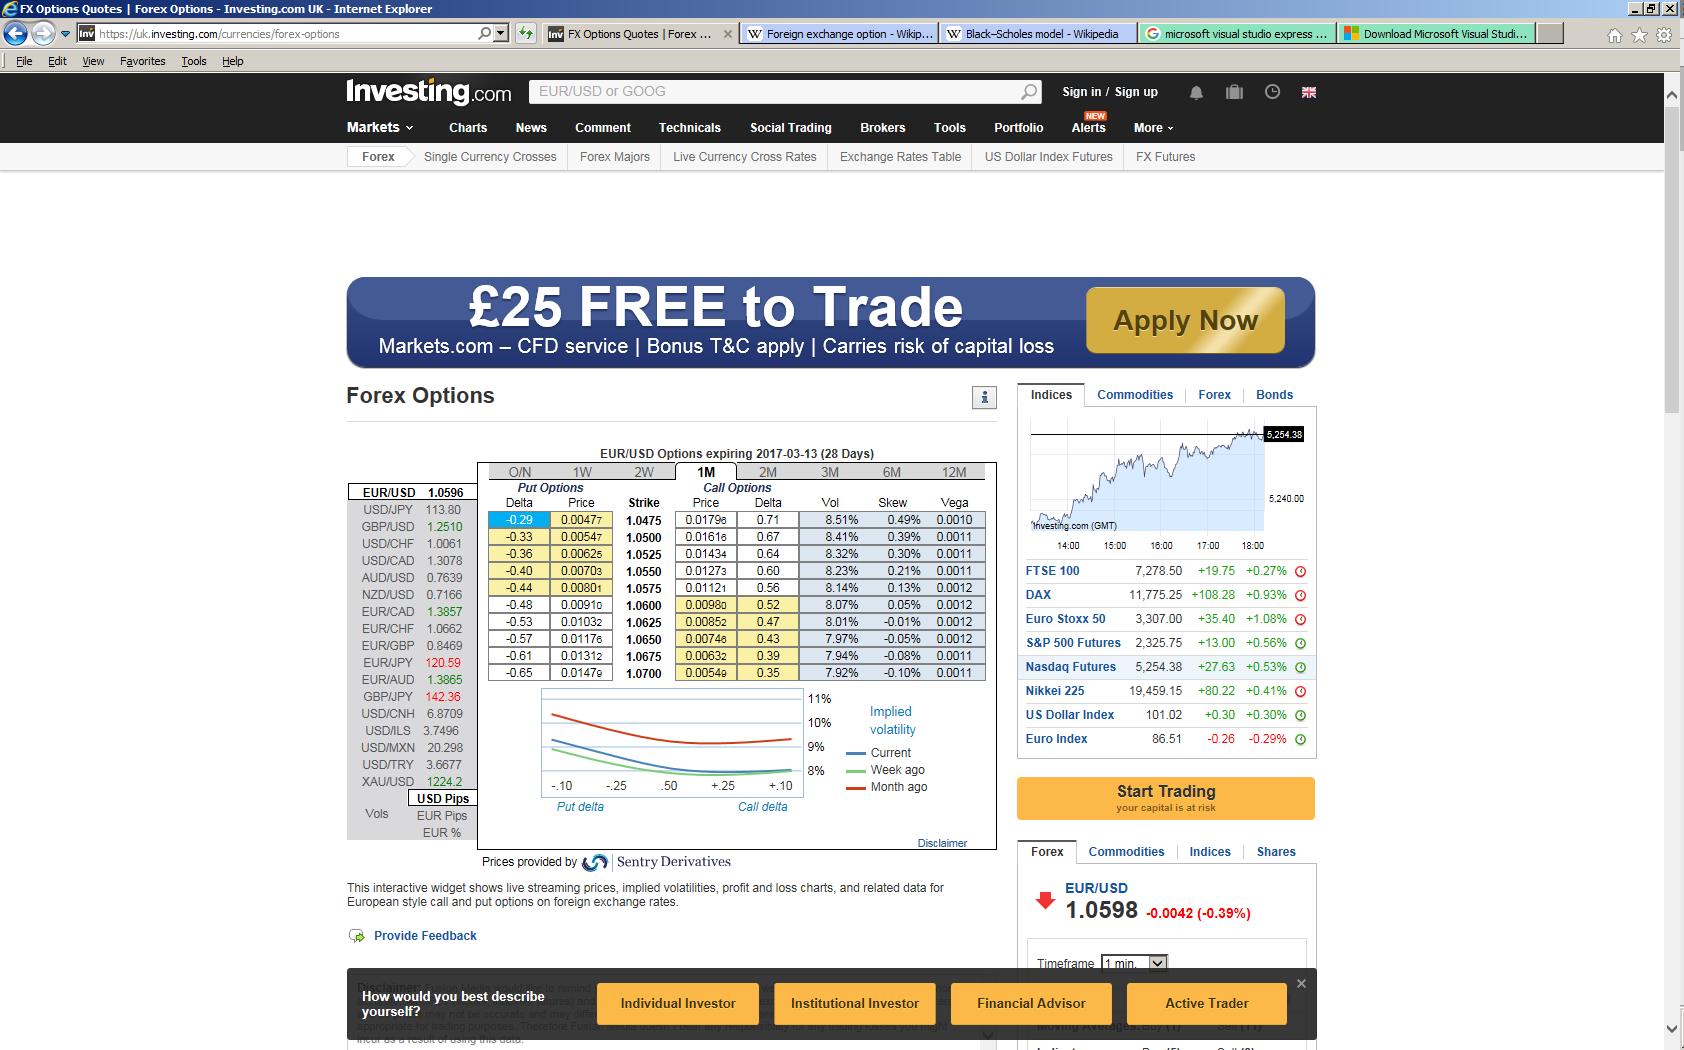 FX Options Quotes | Forex Options - Investing.com UK - Internet Explorer
https://uk.investing.com/currencies/forex-options
FX Options Quotes | Forex ...
Foreign exchange option - Wikip...
Black–Scholes model - Wikipedia
microsoft visual studio express ...
Download Microsoft Visual Studi...
File Edit View Favorites Tools Help
Investing.com
EUR/USD or GOOG
Sign in / Sign up
NEW
Markets Charts News Comment Technicals Social Trading Brokers Tools Portfolio Alerts More
Forex Single Currency Crosses Forex Majors Live Currency Cross Rates Exchange Rates Table US Dollar Index Futures FX Futures
£25 FREE to Trade
Markets.com – CFD service | Bonus T&C apply | Carries risk of capital loss
Apply Now
Forex Options
i
EUR/USD Options expiring 2017-03-13 (28 Days)
O/N 1W 2W 1M 2M 3M 6M 12M
Put Options Call Options
Delta Price Strike Price Delta Vol Skew Vega
-0.29 0.00477 1.0475 0.01796 0.71 8.51% 0.49% 0.0010
-0.33 0.00547 1.0500 0.01616 0.67 8.41% 0.39% 0.0011
-0.36 0.00625 1.0525 0.01434 0.64 8.32% 0.30% 0.0011
-0.40 0.00703 1.0550 0.01273 0.60 8.23% 0.21% 0.0011
-0.44 0.00801 1.0575 0.01121 0.56 8.14% 0.13% 0.0012
-0.48 0.00910 1.0600 0.00980 0.52 8.07% 0.05% 0.0012
-0.53 0.01032 1.0625 0.00852 0.47 8.01% -0.01% 0.0012
-0.57 0.01176 1.0650 0.00746 0.43 7.97% -0.05% 0.0012
-0.61 0.01312 1.0675 0.00632 0.39 7.94% -0.08% 0.0011
-0.65 0.01479 1.0700 0.00549 0.35 7.92% -0.10% 0.0011
EUR/USD 1.0596
USD/JPY 113.80
GBP/USD 1.2510
USD/CHF 1.0061
USD/CAD 1.3078
AUD/USD 0.7639
NZD/USD 0.7166
EUR/CAD 1.3857
EUR/CHF 1.0662
EUR/GBP 0.8469
EUR/JPY 120.59
EUR/AUD 1.3865
GBP/JPY 142.36
USD/CNH 6.8709
USD/ILS 3.7496
USD/MXN 20.298
USD/TRY 3.6677
XAU/USD 1224.2
USD Pips
Vols EUR Pips
EUR %
11%
10%
9%
8%
-.10 -.25 .50 +.25 +.10
Put delta Call delta
Implied
volatility
Current
Week ago
Month ago
Disclaimer
Prices provided by Sentry Derivatives
This interactive widget shows live streaming prices, implied volatilities, profit and loss charts, and related data for
European style call and put options on foreign exchange rates.
Provide Feedback
Indices Commodities Forex Bonds
5,254.38
5,240.00
Investing.com (GMT)
14:00 15:00 16:00 17:00 18:00
FTSE 100 7,278.50 +19.75 +0.27%
DAX 11,775.25 +108.28 +0.93%
Euro Stoxx 50 3,307.00 +35.40 +1.08%
S&P 500 Futures 2,325.75 +13.00 +0.56%
Nasdaq Futures 5,254.38 +27.63 +0.53%
Nikkei 225 19,459.15 +80.22 +0.41%
US Dollar Index 101.02 +0.30 +0.30%
Euro Index 86.51 -0.26 -0.29%
Start Trading
your capital is at risk
Forex Commodities Indices Shares
EUR/USD
1.0598 -0.0042 (-0.39%)
Timeframe 1 min.
How would you best describe
yourself?
Individual Investor
Institutional Investor
Financial Advisor
Active Trader
incur as a result of using this data.